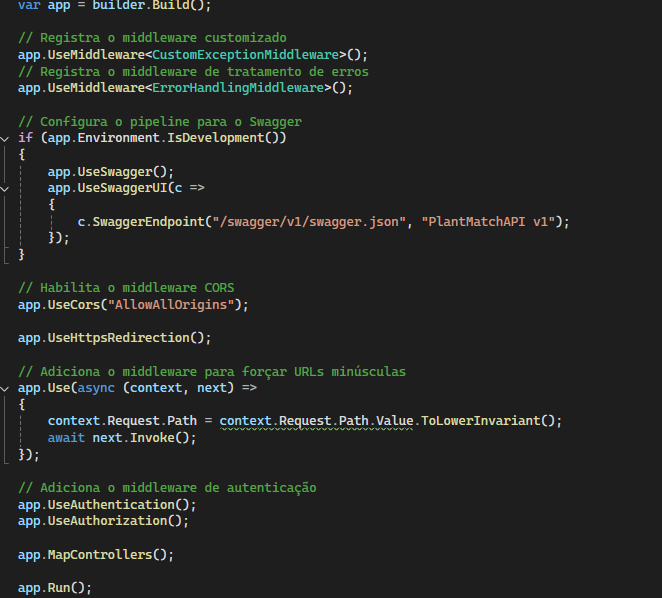 var app = builder.Build();
// Registra o middleware customizado
app.UseMiddleware<CustomExceptionMiddleware>();
// Registra o middleware de tratamento de erros
app.UseMiddleware<ErrorHandlingMiddleware>();
// Configura o pipeline para o Swagger
if (app.Environment.IsDevelopment())
{
app.UseSwagger();
app.UseSwaggerUI(c =>
{
c.SwaggerEndpoint("/swagger/v1/swagger.json", "PlantMatchAPI v1");
});
}
// Habilita o middleware CORS
app.UseCors("AllowAllOrigins");
app.UseHttpsRedirection();
// Adiciona o middleware para forçar URLs minúsculas
app.Use(async (context, next) =>
{
context.Request.Path = context.Request.Path.Value.ToLowerInvariant();
await next.Invoke();
});
// Adiciona o middleware de autenticação
app.UseAuthentication();
app.UseAuthorization();
app.MapControllers();
app.Run();